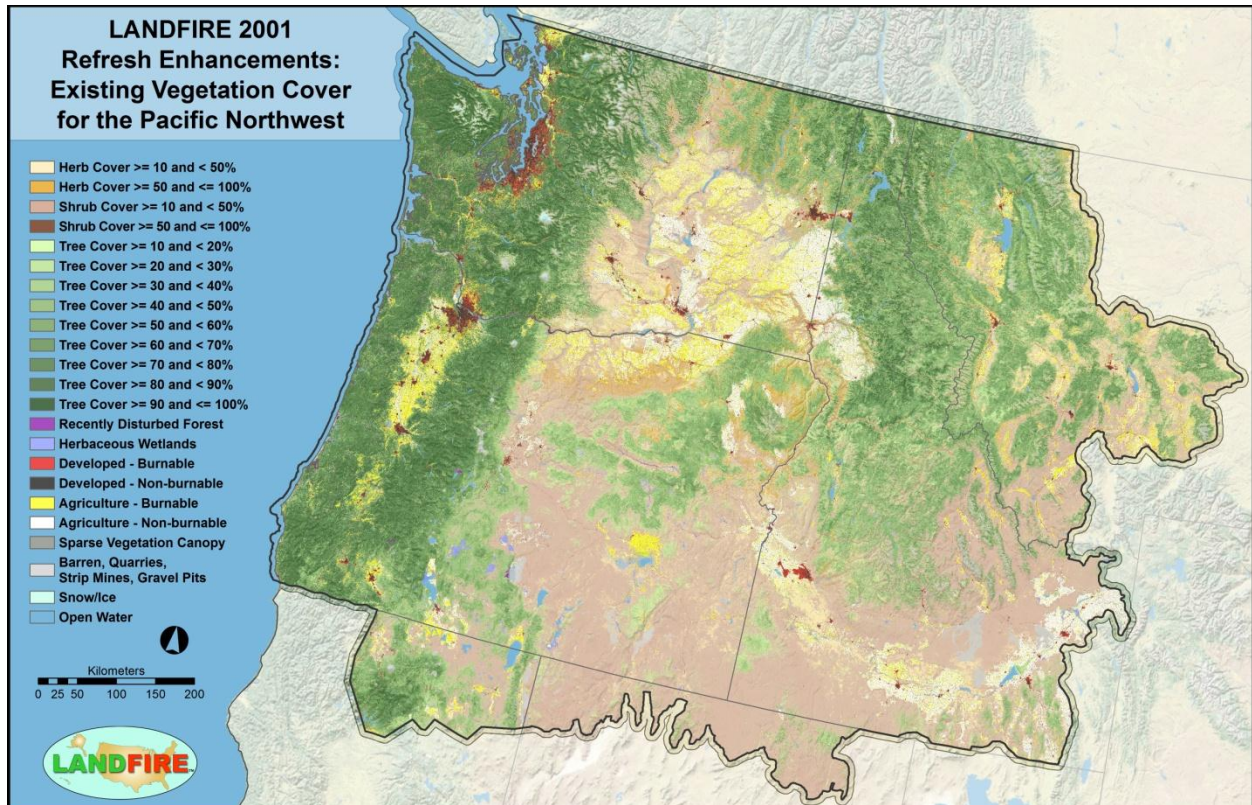 LANDFIRE 2001
Refresh Enhancements:
Existing Vegetation Cover
for the Pacific Northwest
Herb Cover >= 10 and < 50%
Herb Cover >= 50 and <= 100%
Shrub Cover >= 10 and < 50%
Shrub Cover >= 50 and <= 100%
Tree Cover >= 10 and < 20%
Tree Cover >= 20 and < 30%
Tree Cover >= 30 and < 40%
Tree Cover >= 40 and < 50%
Tree Cover >= 50 and < 60%
Tree Cover >= 60 and < 70%
Tree Cover >= 70 and < 80%
Tree Cover >= 80 and < 90%
Tree Cover >= 90 and <= 100%
Recently Disturbed Forest
Herbaceous Wetlands
Developed - Burnable
Developed - Non-burnable
Agriculture - Burnable
Agriculture - Non-burnable
Sparse Vegetation Canopy
Barren, Quarries,
Strip Mines, Gravel Pits
Snow/Ice
Open Water
Kilometers
0 25 50 100 150 200
LANDFIRE